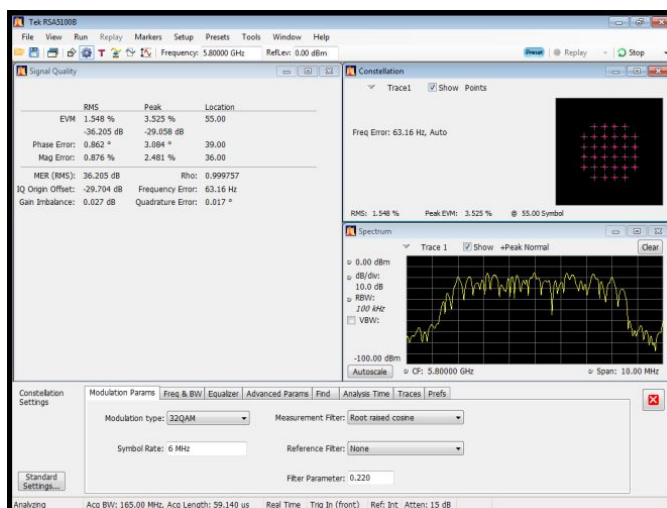 Tek RSA5100B
File View Run Replay Markers Setup Presets Tools Window Help
T Frequency: 5.80000 GHz RefLev: 0.00 dBm Preset Replay Stop
Signal Quality
RMS Peak Location
EVM 1.548 % 3.525 % 55.00
-36.205 dB -29.058 dB
Phase Error: 0.862 ° 3.084 ° 39.00
Mag Error: 0.876 % 2.481 % 36.00
MER (RMS): 36.205 dB Rho: 0.999757
IQ Origin Offset: -29.704 dB Frequency Error: 63.16 Hz
Gain Imbalance: 0.027 dB Quadrature Error: 0.017 °
Constellation
Trace1 Show Points
Freq Error: 63.16 Hz, Auto
RMS: 1.548 % Peak EVM: 3.525 % @ 55.00 Symbol
Spectrum
Trace 1 Show +Peak Normal Clear
0.00 dBm
dB/div:
10.0 dB
RBW:
100 kHz
VBW:
-100.00 dBm
Autoscale CF: 5.80000 GHz Span: 10.00 MHz
Constellation
Settings
Modulation Params Freq & BW Equalizer Advanced Params Find Analysis Time Traces Prefs
Modulation type: 32QAM Measurement Filter: Root raised cosine
Symbol Rate: 6 MHz Reference Filter: None
Filter Parameter: 0.220
Standard
Settings...
Analyzing Acq BW: 165.00 MHz, Acq Length: 59.140 us Real Time Trig In (front) Ref: Int Atten: 15 dB